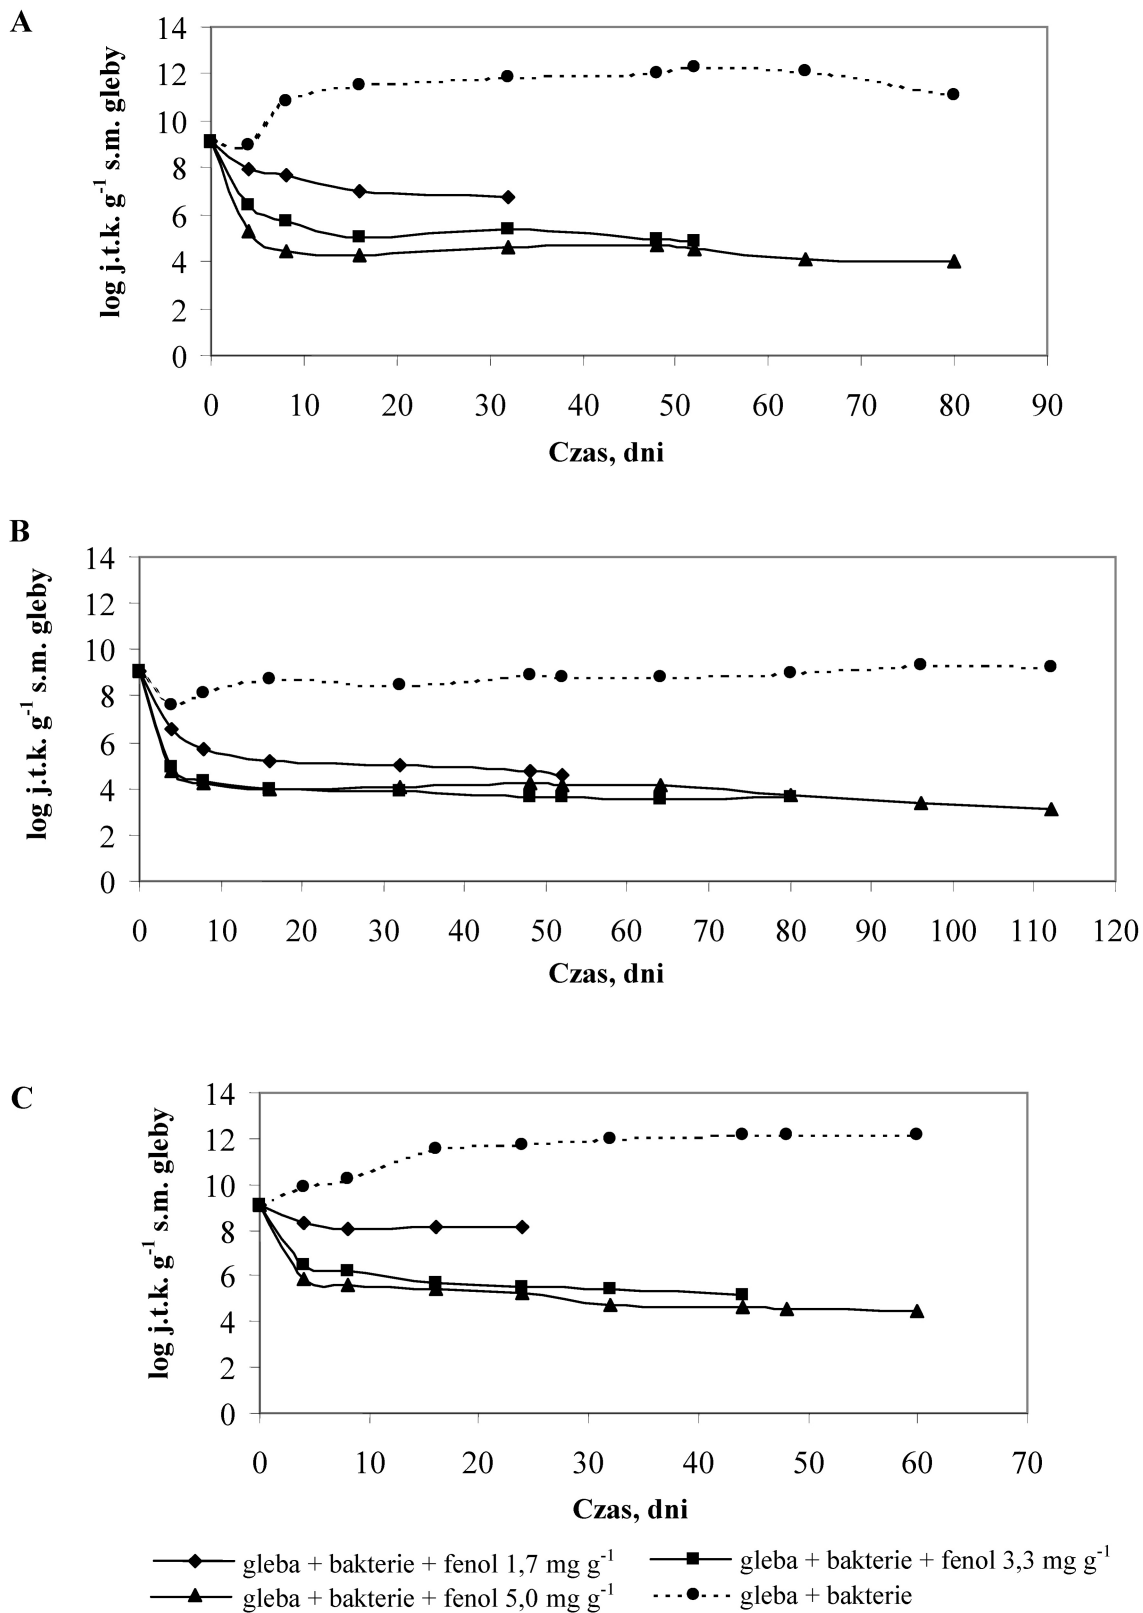 A
log j.t.k. g⁻¹ s.m. gleby
14
12
10
8
6
4
2
0
0 10 20 30 40 50 60 70 80 90
Czas, dni
B
log j.t.k. g⁻¹ s.m. gleby
14
12
10
8
6
4
2
0
0 10 20 30 40 50 60 70 80 90 100 110 120
Czas, dni
C
log j.t.k. g⁻¹ s.m. gleby
14
12
10
8
6
4
2
0
0 10 20 30 40 50 60 70
Czas, dni
gleba + bakterie + fenol 1,7 mg g⁻¹
gleba + bakterie + fenol 3,3 mg g⁻¹
gleba + bakterie + fenol 5,0 mg g⁻¹
gleba + bakterie